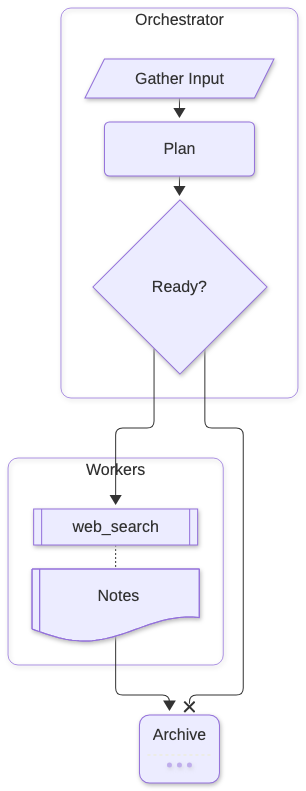 Orchestrator
Gather Input
Plan
Ready?
Workers
web_search
Notes
Archive